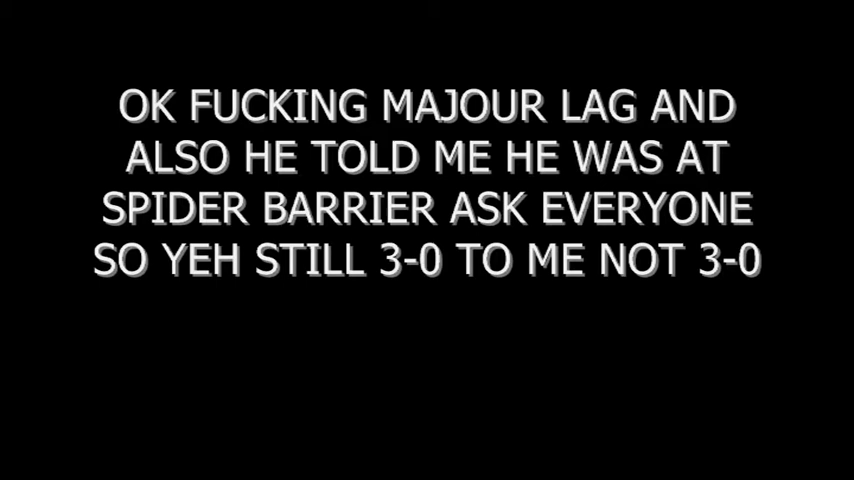 OK FUCKING MAJOUR LAG AND
ALSO HE TOLD ME HE WAS AT
SPIDER BARRIER ASK EVERYONE
SO YEH STILL 3-0 TO ME NOT 3-0